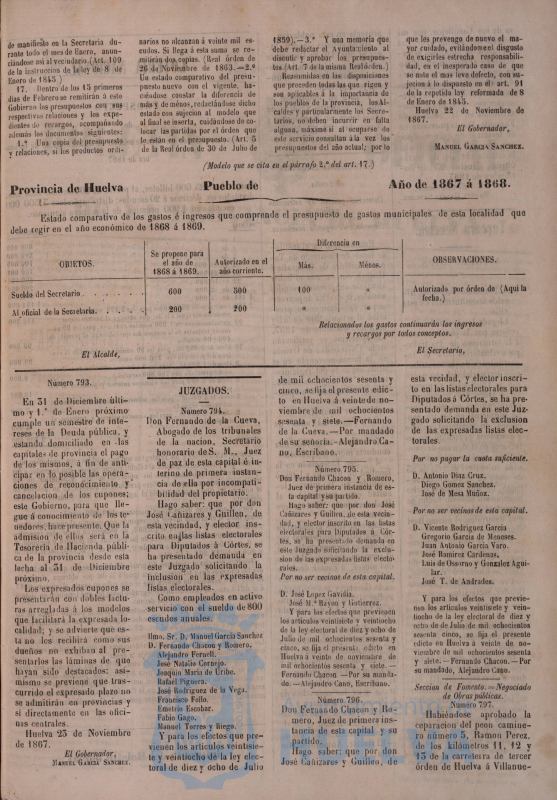 de manifiesto en la Secretaria du-
rante todo el mes de Enero, anun-
ciándose asi al vecindario.(Art. 109
de la instruccion de la ley de 8 de
Enero de 1845)
17. Dentro de los 15 primeros
dias de Febrero se remitirán á este
Gobierno los presupuestos con sus
respectivas relaciones y los expe-
dientes de recargos, acompañando
además los documentos siguientes:
1.º Una copia del presupuesto
y relaciones, si los productos ordi-
narios no alcanzan á veinte mil es-
cudos. Si llega á esta suma se re-
mitirán dos copias. (Real órden de
26 de Noviembre de 1863.—2.º
Un estado comparativo del presu-
puesto nuevo con el vigente, ha-
ciéndose constar la diferencia de
más y de ménos, redactándose dicho
estado con sujecion al modelo que
al final se inserta, cuidándose de co-
locar las partidas por el órden que
le están en el presupuesto. (Art. 5
de la Real órden de 30 de Julio de
1859).—3.º Y una memoria que
debe redactar el Ayuntamiento al
discutir y aprobar los presupues-
tos.(Art. 7 de la misma Real órden.)
Reasumidas en las disposiciones
que preceden todas las que rigen y
son aplicables á la importancia de
los pueblos de la provincia, los Al-
caldes y particularmente los Secre-
tarios, no deben incurrir en falta
alguna, máxime si al ocuparse de
este servicio consultan á la vez los
presupuestos del año actual; por lo
que les prevengo de nuevo el ma-
yor cuidado, evitándome el disgusto
de exigirles estrecha responsabili-
dad, en el inesperado caso de que
se note el mas leve defecto, con su-
jecion á lo dispuesto en el art. 91
de la repetida ley reformada de 8
de Enero de 1845.
Huelva 22 de Noviembre de
1867.
El Gobernador,
MANUEL GARCIA SANCHEZ.
(Modelo que se cita en el párrafo 2.º del art. 17.)
Provincia de Huelva Pueblo de Año de 1867 á 1868.
Estado comparativo de los gastos é ingresos que comprende el presupuesto de gastos municipales de esta localidad que
debe regir en el año económico de 1868 á 1869.
OBJETOS.
Se propone para
el año de
1868 á 1869.
Autorizado en el
año corriente.
Diferencia en
Más.
Ménos.
OBSERVACIONES.
Sueldo del Secretario. . . . . . 600 500 100 » Autorizado por órden de (Aqui la
fecha.)
Al oficial de la Secretaria. . . . . 200 200 » »
Relacionados los gastos continuarán los ingresos
y recargos por todos conceptos.
El Alcalde, El Secretario,
Número 793.
En 31 de Diciembre últi-
mo y 1.º de Enero próximo
cumple un semestre de inte-
reses de la Deuda pública, y
estando domiciliado en las
capitales de provincia el pago
de los mismos, á fin de anti-
cipar en lo posible las opera-
ciones de reconocimiento y
cancelacion de los cupones;
este Gobierno, para que lle-
gue á conocimiento de los te-
nedores, hace presente. Que la
admision de ellos será en la
Tesorería de Hacienda públi-
ca de la provincia desde esta
fecha al 31 de Diciembre
próximo.
Los expresados cupones se
presentarán con dobles factu-
ras arregladas á los modelos
que facilitará la expresada lo-
calidad; y se advierte que es-
ta no los recibirá como sus
dueños no exhiban al pre-
sentarlos las láminas de que
hayan sido destacados; asi-
mismo se previene que tras-
currido el expresado plazo no
se admitirán en provincias y
si directamente en las ofici-
nas centrales.
Huelva 25 de Noviembre
de 1867.
El Gobernador,
MANUEL GARCIA SANCHEZ.
JUZGADOS.
Número 794.
Don Fernando de la Cueva,
Abogado de los tribunales
de la nacion, Secretario
honorario de S. M., Juez
de paz de esta capital é in-
terino de primera instan-
cia de ella por incompati-
bilidad del propietario.
Hago saber: que por don
José Cañizares y Guillen, de
esta vecindad, y elector ins-
crito en las listas electorales
para Diputados á Córtes, se
ha presentado demanda en
este Juzgado solicitando la
inclusion en las expresadas
listas electorales.
Como empleados en activo
servicio con el sueldo de 800
escudos anuales.
Ilmo. Sr. D. Manuel Garcia Sanchez
D. Fernando Chacon y Romero.
Alejandro Ferucll.
José Natalio Cornejo.
Joaquin Maria de Uribe.
Rafael Piguera.
José Rodriguez de la Vega.
Francisco Fello.
Emeterio Escobar.
Fabio Gago.
Manuel Torres y Riego.
Y para los efectos que pre-
vienen los artículos veintisie-
te y veintiocho de la ley elec-
toral de diez y ocho de Julio
de mil ochocientos sesenta y
cinco, se fija el presente edic-
to en Huelva á veinte de no-
viembre de mil ochocientos
sesenta y siete.—Fernando
de la Cueva.—Por mandado
de su señoría.—Alejandro Ca-
no, Escribano.
Número 795.
Don Fernando Chacon y Romero,
Juez de primera instancia de es-
ta capital y su partido.
Hago saber: que por don José
Cañizares y Guillen, de esta vecin-
dad, y elector inscrito en las listas
electorales para Diputados á Cór-
tes, se ha presentado demanda en
este Juzgado solicitando la exclu-
sion de las expresadas listas electo-
rales.
Por no ser vecinos de esta capital.
D. José Lopez Gavidia.
José M.ª Rayon y Gutierrez.
Y para los efectos que previenen
los artículos veintisiete y veintio-
cho de la ley electoral de diez y ocho
de Julio de mil ochocientos sesenta
y cinco, se fija el presente edicto en
Huelva á veinte de noviembre de
mil ochocientos sesenta y siete.—
Fernando Chacon.—Por su manda-
do.—Alejandro Cano, Escribano.
Número 796.
Don Fernando Chacon y Ro-
mero, Juez de primera ins-
tancia de esta capital y su
partido.
Hago saber: que por don
José Cañizares y Guillen, de
esta vecidad, y elector inscrito
en las listas electorales para
Diputados á Córtes, se ha pre-
sentado demanda en este Juz-
gado solicitando la exclusion
de las expresadas listas elec-
torales.
Por no pagar la cuota suficiente.
D. Antonio Diaz Cruz.
Diego Gomez Sanchez.
José de Mesa Muñoz.
Por no ser vecinos de esta capital.
D. Vicente Rodriguez Garcia
Gregorio Garcia de Meneses.
Juan Antonio Garcia Varo.
José Ramirez Cárdenas.
Luis de Ossorno y Gonzalez Agui-
lar.
José T. de Andrades.
Y para los efectos que previe-
nen los artículos veintisiete y vein-
tiocho de la ley electoral de diez y
ocho de Julio de mil ochocientos
sesenta cinco, se fija el presente
edicto en Huelva á veinte de No-
viembre de mil ochocientos sesenta
y siete.—Fernando Chacon.—Por su
mandado, Alejandro Cano.
Seccion de Fomento.—Negociado
de Obras públicas.
Número 797.
Habiéndose aprobado la
capatacion del peon camine-
ro número 5, Ramon Perez,
de los kilómetros 11, 12 y
13 de la carretera de tercer
órden de Huelva á Villanue-